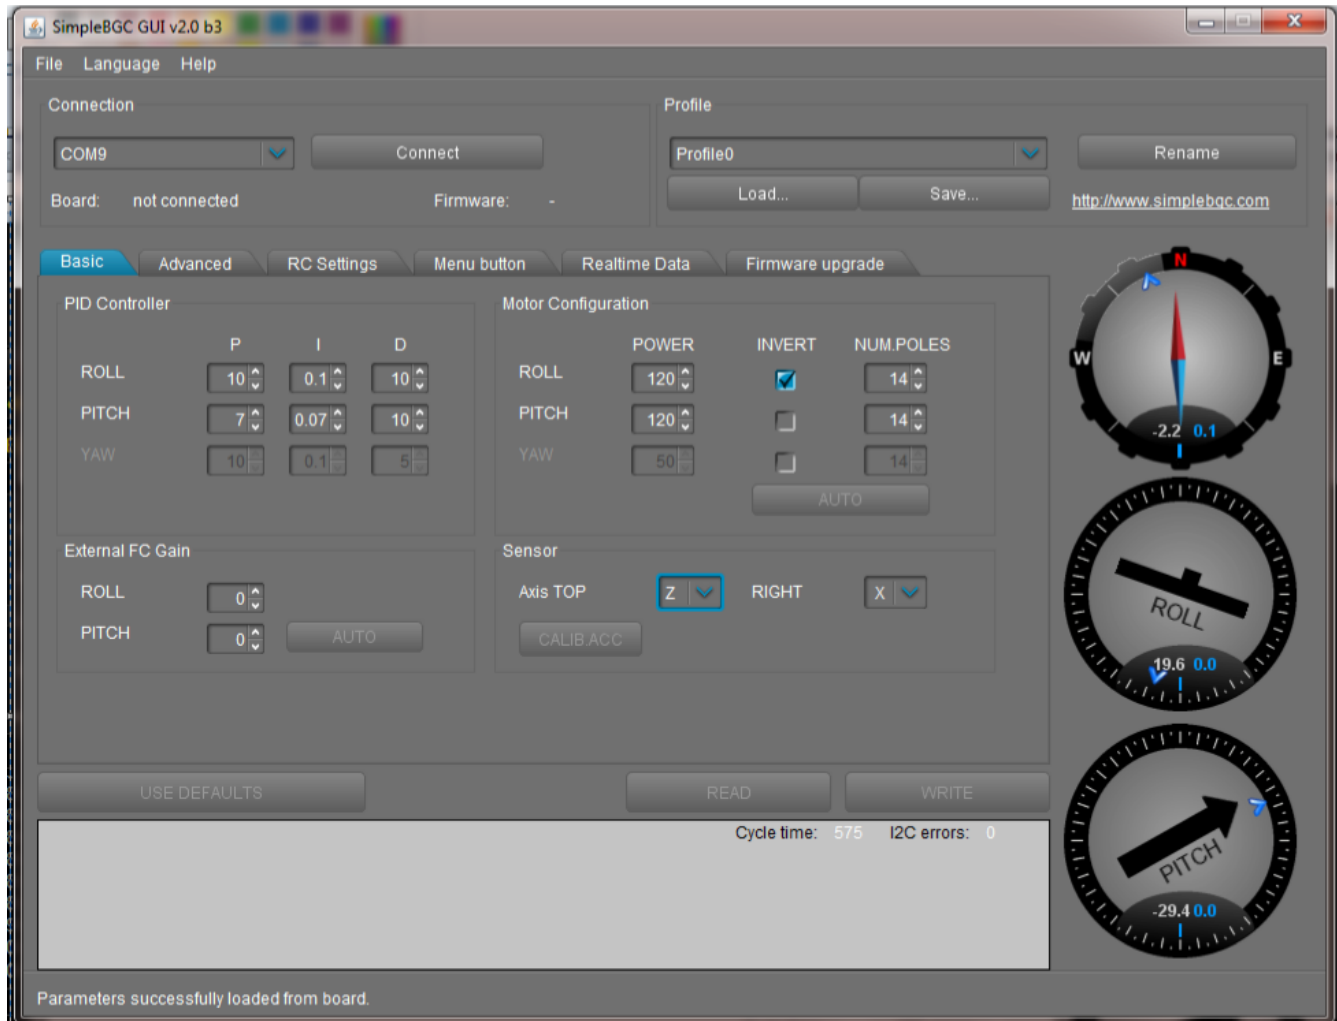 SimpleBGC GUI v2.0 b3
File Language Help
Connection
COM9 Connect
Board: not connected Firmware: -
Profile
Profile0 Rename
Load... Save... http://www.simplebgc.com
Basic Advanced RC Settings Menu button Realtime Data Firmware upgrade
PID Controller
P I D
ROLL 10 0.1 10
PITCH 7 0.07 10
YAW 10 0.1 5
Motor Configuration
POWER INVERT NUM.POLES
ROLL 120 14
PITCH 120 14
YAW 50 14
AUTO
External FC Gain
ROLL 0
PITCH 0 AUTO
Sensor
Axis TOP Z RIGHT X
CALIB.ACC
N
W E
-2.2 0.1
ROLL
19.6 0.0
PITCH
-29.4 0.0
USE DEFAULTS READ WRITE
Cycle time: 575 I2C errors: 0
Parameters successfully loaded from board.